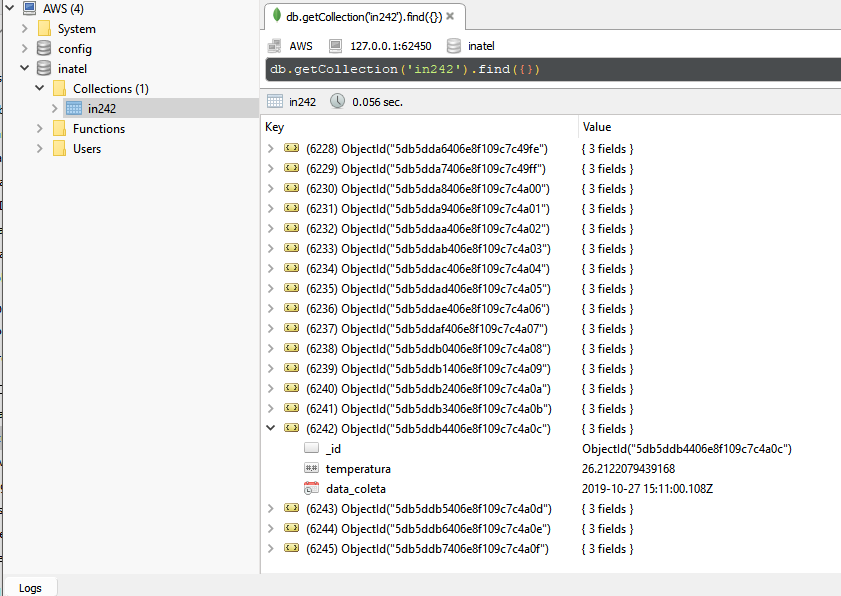 AWS (4)
System
config
inatel
Collections (1)
in242
Functions
Users
db.getCollection('in242').find({})
AWS 127.0.0.1:62450 inatel
db.getCollection('in242').find({})
in242 0.056 sec.
Key Value
(6228) ObjectId("5db5dda6406e8f109c7c49fe") { 3 fields }
(6229) ObjectId("5db5dda7406e8f109c7c49ff") { 3 fields }
(6230) ObjectId("5db5dda8406e8f109c7c4a00") { 3 fields }
(6231) ObjectId("5db5dda9406e8f109c7c4a01") { 3 fields }
(6232) ObjectId("5db5ddaa406e8f109c7c4a02") { 3 fields }
(6233) ObjectId("5db5ddab406e8f109c7c4a03") { 3 fields }
(6234) ObjectId("5db5ddac406e8f109c7c4a04") { 3 fields }
(6235) ObjectId("5db5ddad406e8f109c7c4a05") { 3 fields }
(6236) ObjectId("5db5ddae406e8f109c7c4a06") { 3 fields }
(6237) ObjectId("5db5ddaf406e8f109c7c4a07") { 3 fields }
(6238) ObjectId("5db5ddb0406e8f109c7c4a08") { 3 fields }
(6239) ObjectId("5db5ddb1406e8f109c7c4a09") { 3 fields }
(6240) ObjectId("5db5ddb2406e8f109c7c4a0a") { 3 fields }
(6241) ObjectId("5db5ddb3406e8f109c7c4a0b") { 3 fields }
(6242) ObjectId("5db5ddb4406e8f109c7c4a0c") { 3 fields }
_id ObjectId("5db5ddb4406e8f109c7c4a0c")
temperatura 26.2122079439168
data_coleta 2019-10-27 15:11:00.108Z
(6243) ObjectId("5db5ddb5406e8f109c7c4a0d") { 3 fields }
(6244) ObjectId("5db5ddb6406e8f109c7c4a0e") { 3 fields }
(6245) ObjectId("5db5ddb7406e8f109c7c4a0f") { 3 fields }
Logs